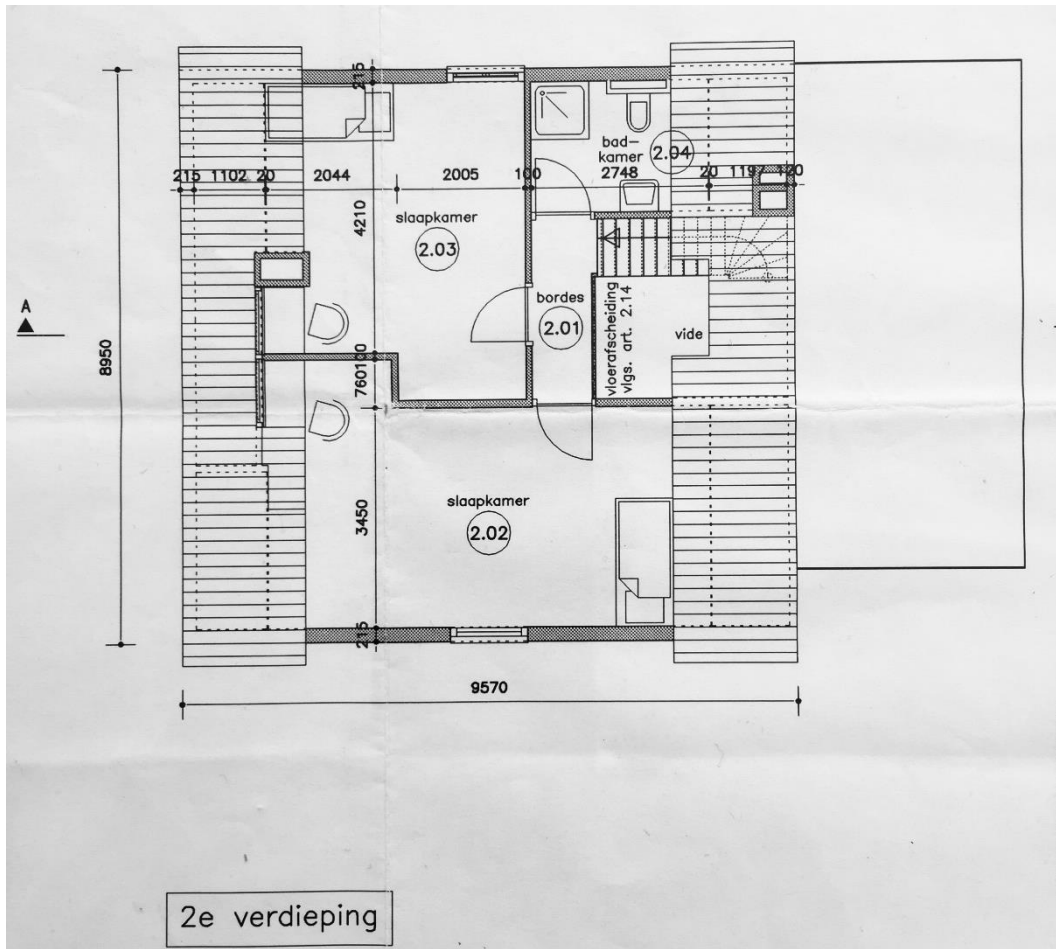 215
bad-
kamer
2.04
215 1102 20 2044 2005 100 2748 20 1197 120
4210
slaapkamer
2.03
A
bordes
2.01
vloerafscheiding
vlgs. art. 2.14
vide
8950
100
760
slaapkamer
2.02
3450
215
9570
2e verdieping